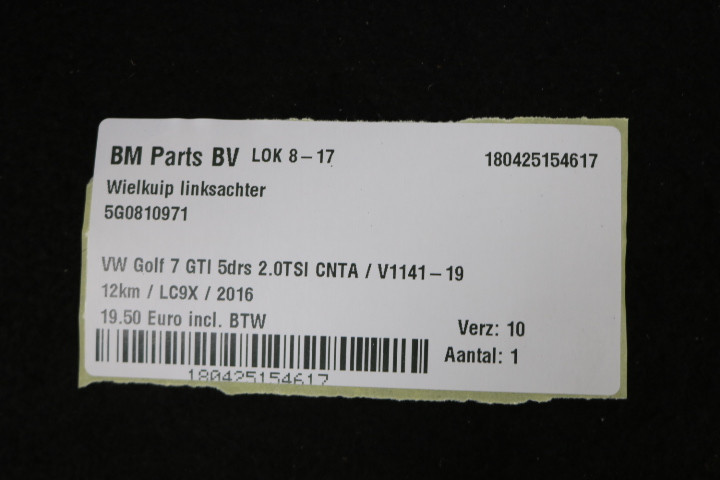 BM Parts BV LOK 8-17 180425154617
Wielkuip linksachter
5G0810971
VW Golf 7 GTI 5drs 2.0TSI CNTA / V1141-19
12km / LC9X / 2016
19.50 Euro incl. BTW
Verz: 10
Aantal: 1
180425154617